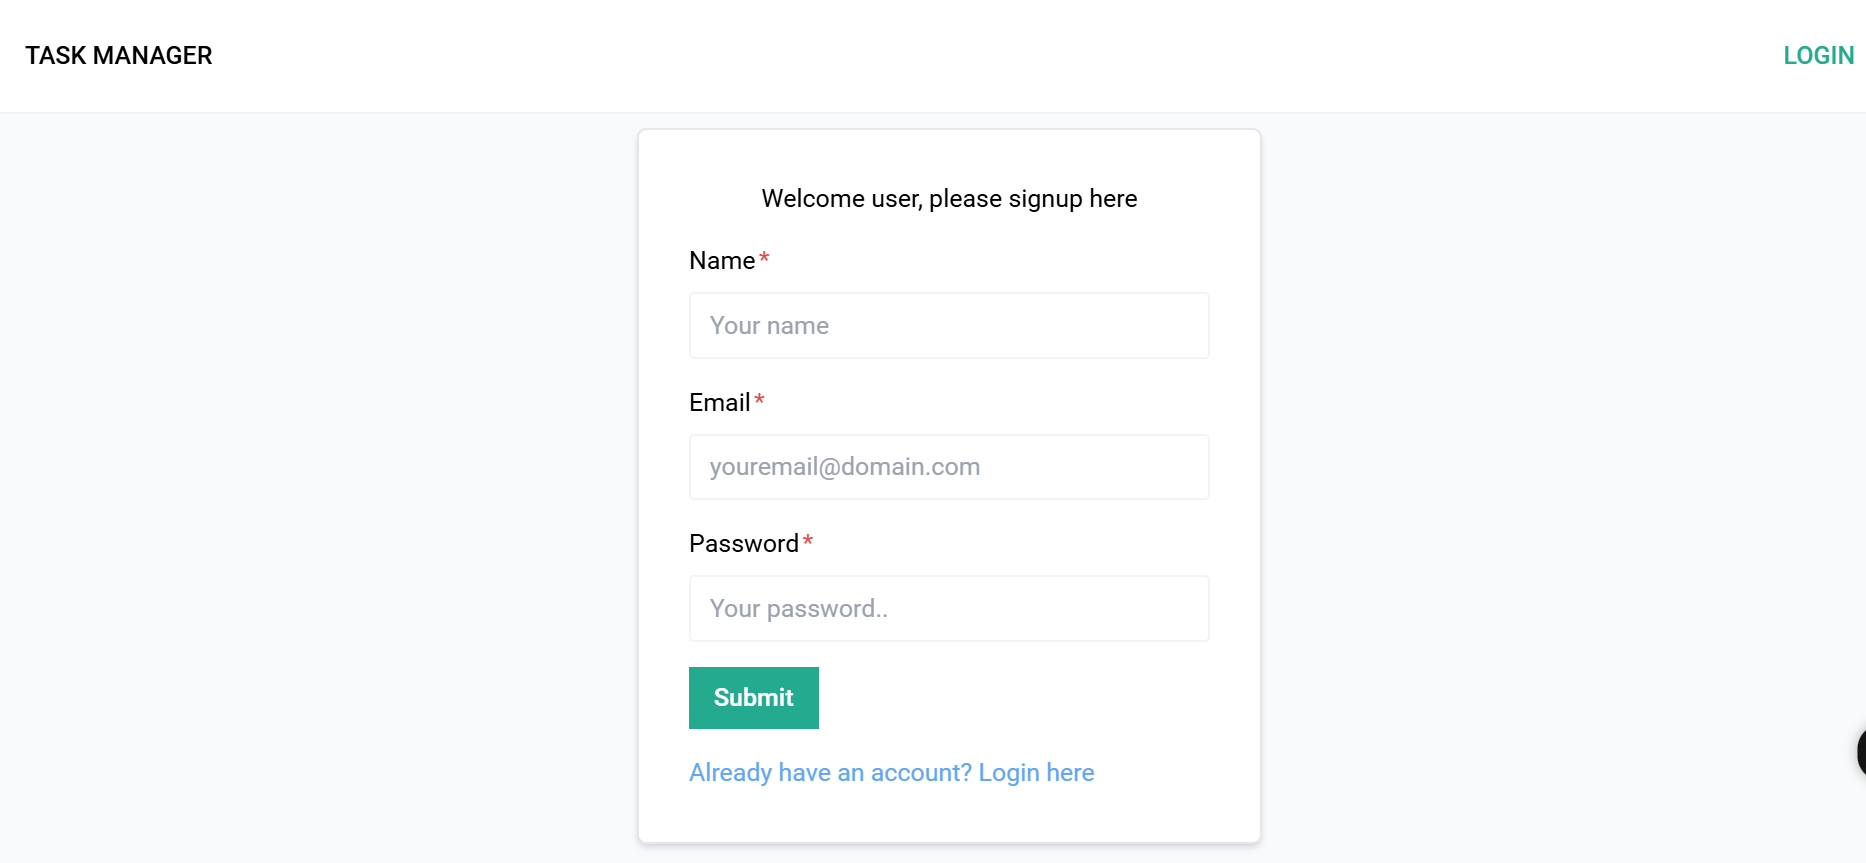 TASK MANAGER
LOGIN
Welcome user, please signup here
Name*
Your name
Email*
youremail@domain.com
Password*
Your password..
Submit
Already have an account? Login here